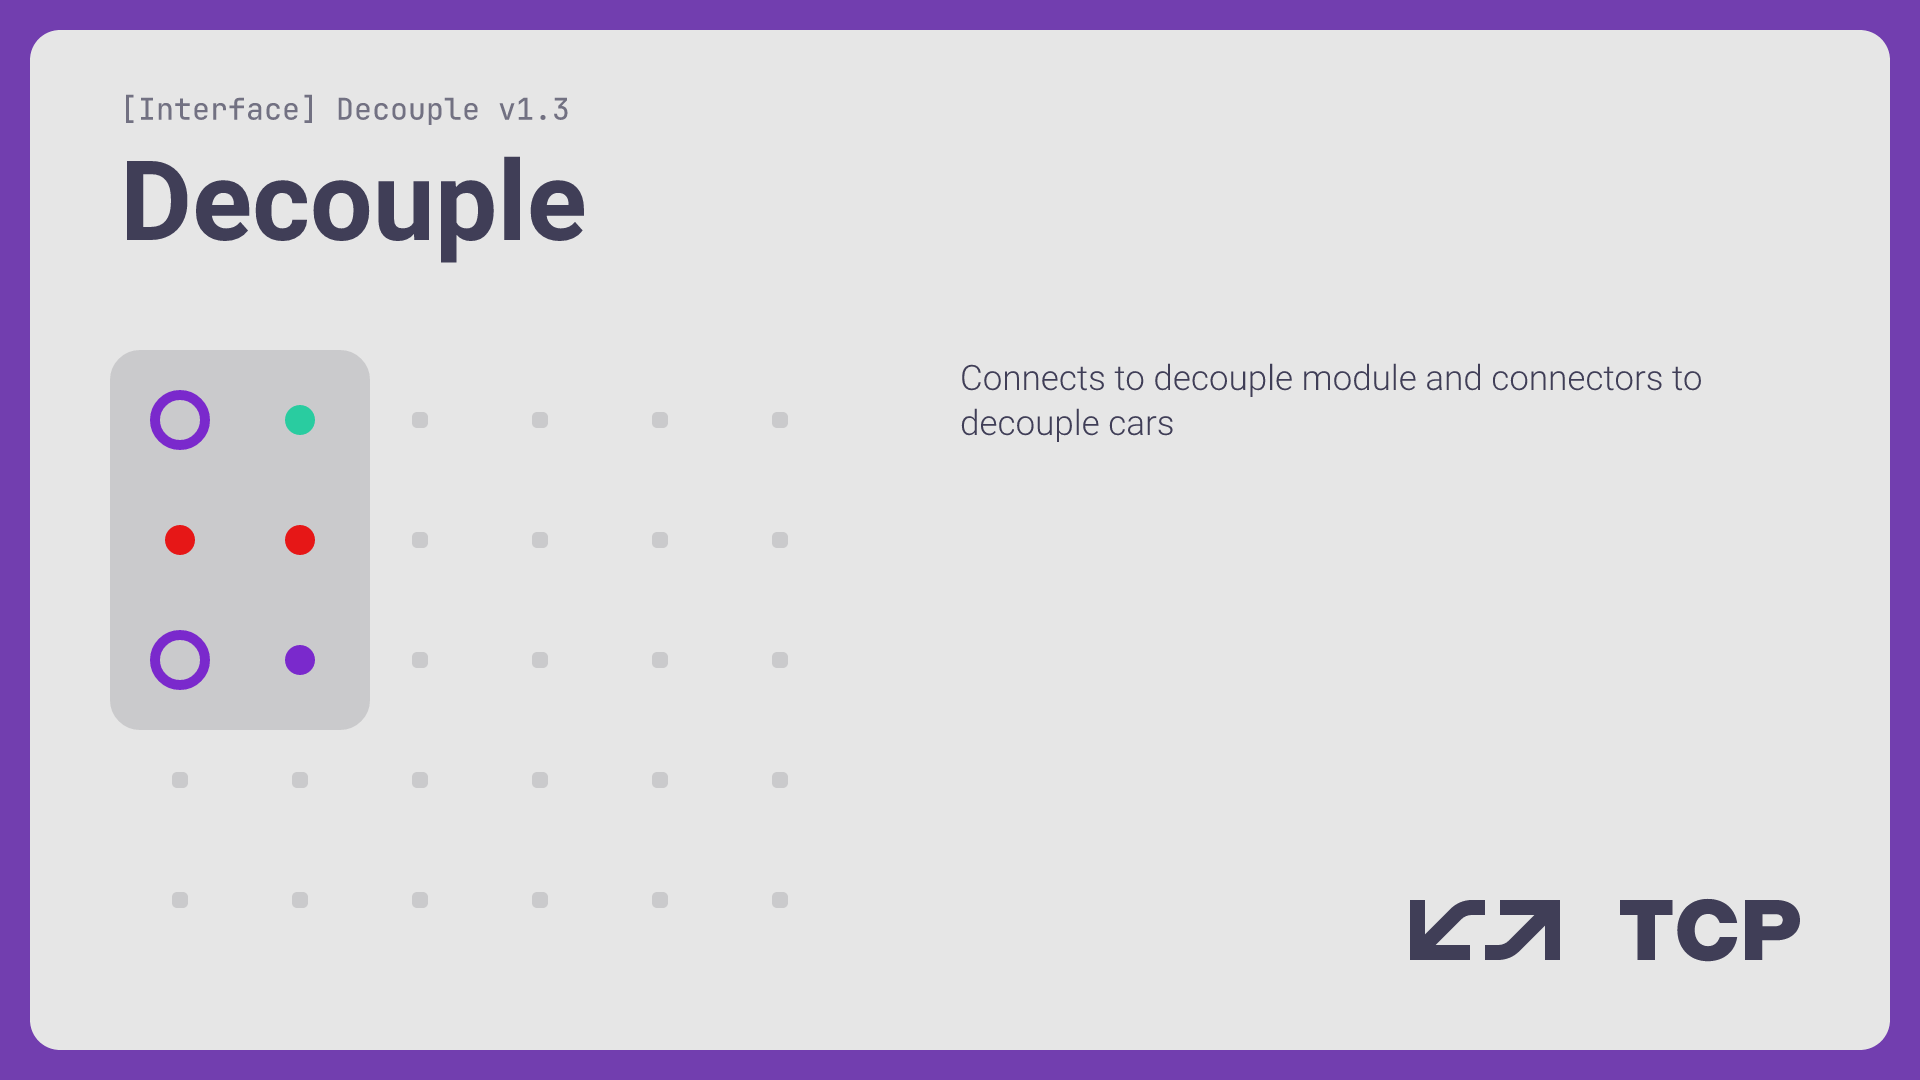 [Interface] Decouple v1.3
Decouple
Connects to decouple module and connectors to
decouple cars
TCP